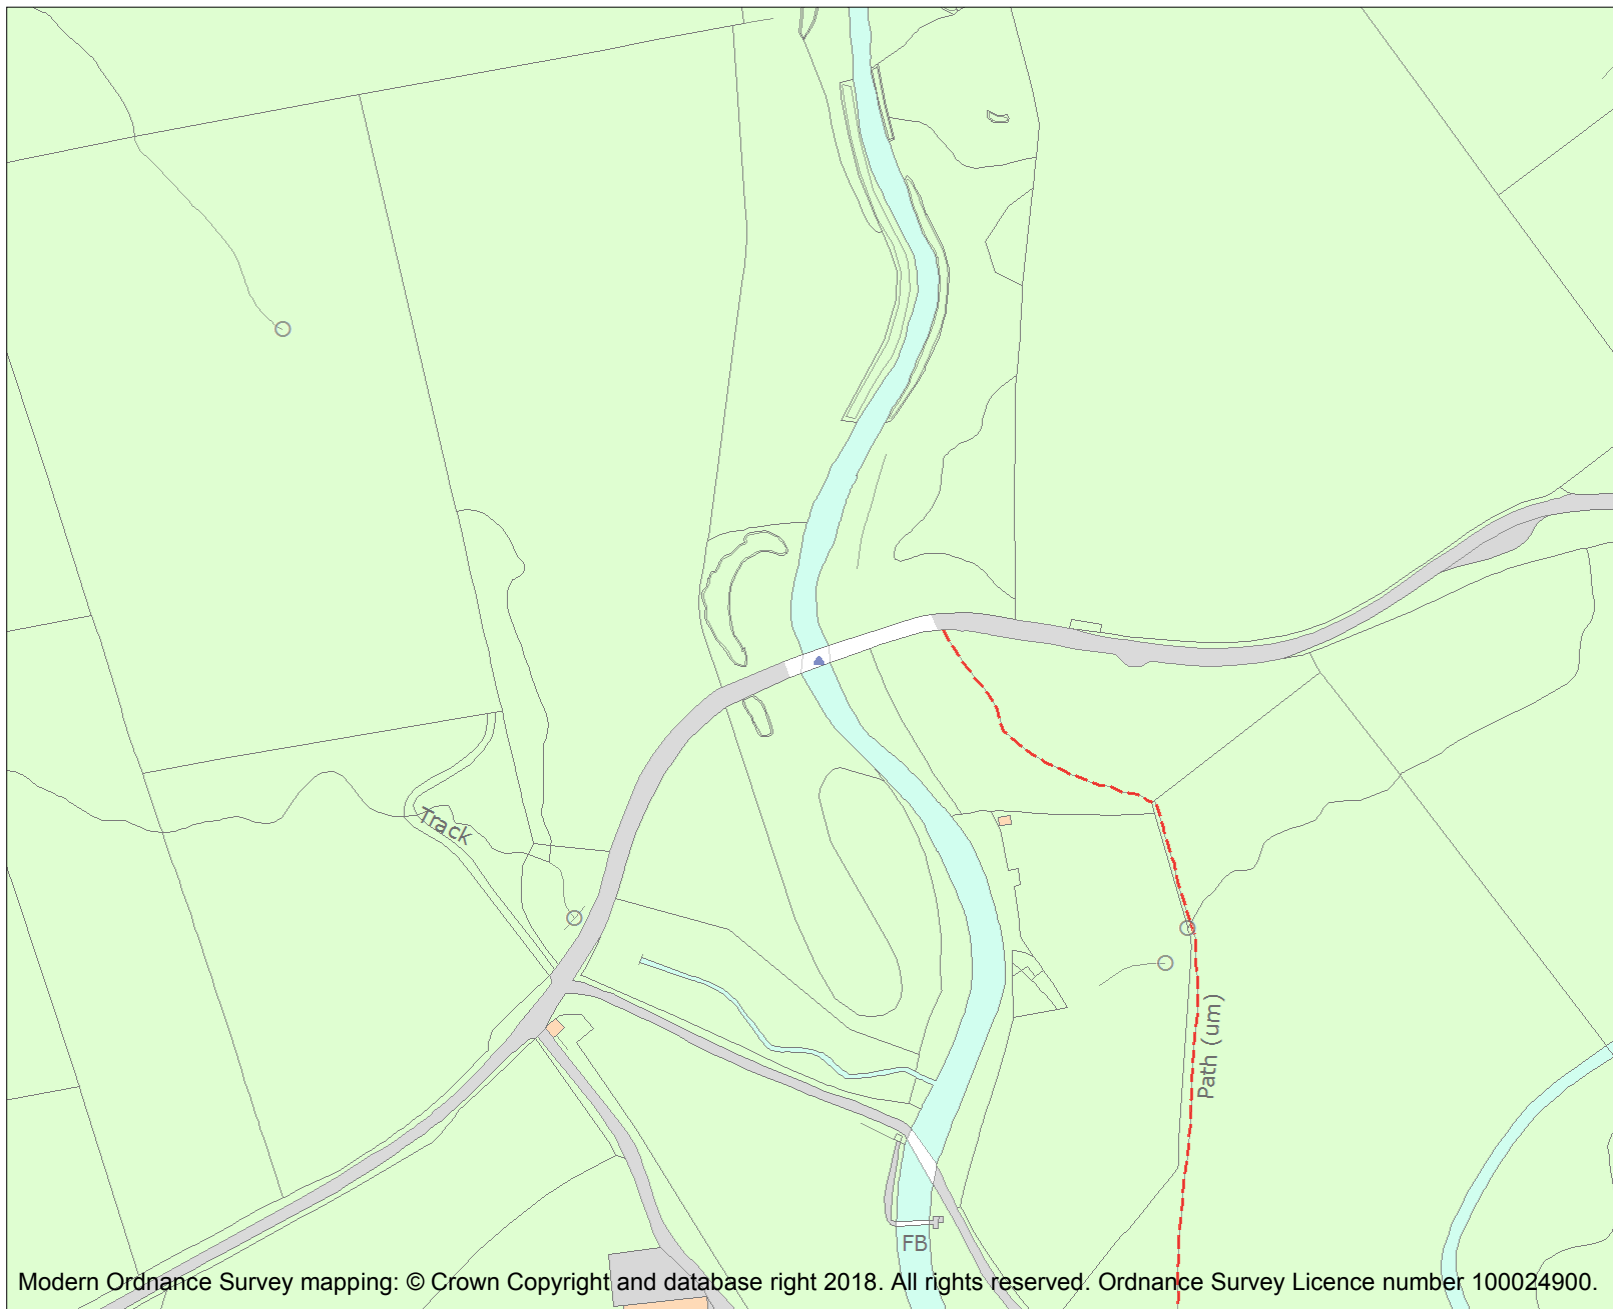 Track
Path (um)
FB
Modern Ordnance Survey mapping: © Crown Copyright and database right 2018. All rights reserved. Ordnance Survey Licence number 100024900.